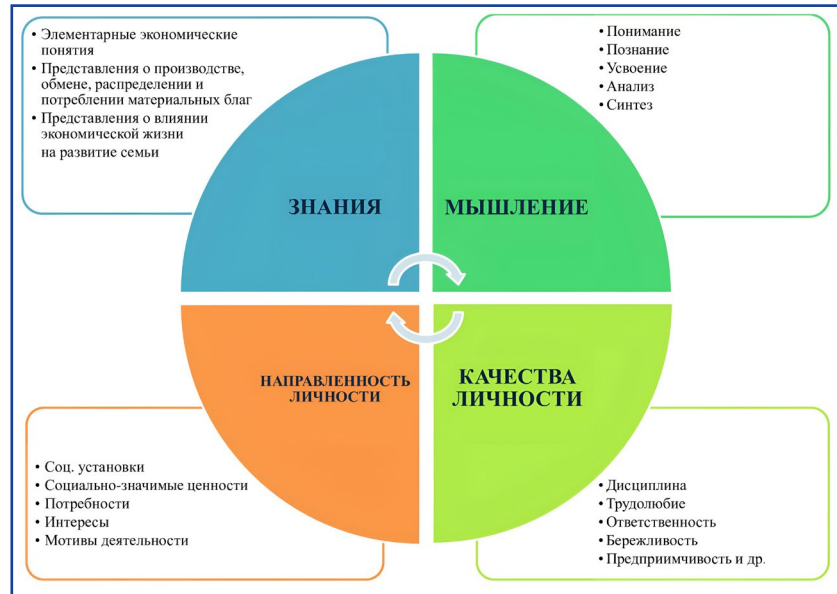 • Элементарные экономические
понятия
• Представления о производстве,
обмене, распределении и
потреблении материальных благ
• Представления о влиянии
экономической жизни
на развитие семьи
• Понимание
• Познание
• Усвоение
• Анализ
• Синтез
ЗНАНИЯ
МЫШЛЕНИЕ
НАПРАВЛЕННОСТЬ
ЛИЧНОСТИ
КАЧЕСТВА
ЛИЧНОСТИ
• Соц. установки
• Социально-значимые ценности
• Потребности
• Интересы
• Мотивы деятельности
• Дисциплина
• Трудолюбие
• Ответственность
• Бережливость
• Предприимчивость и др.